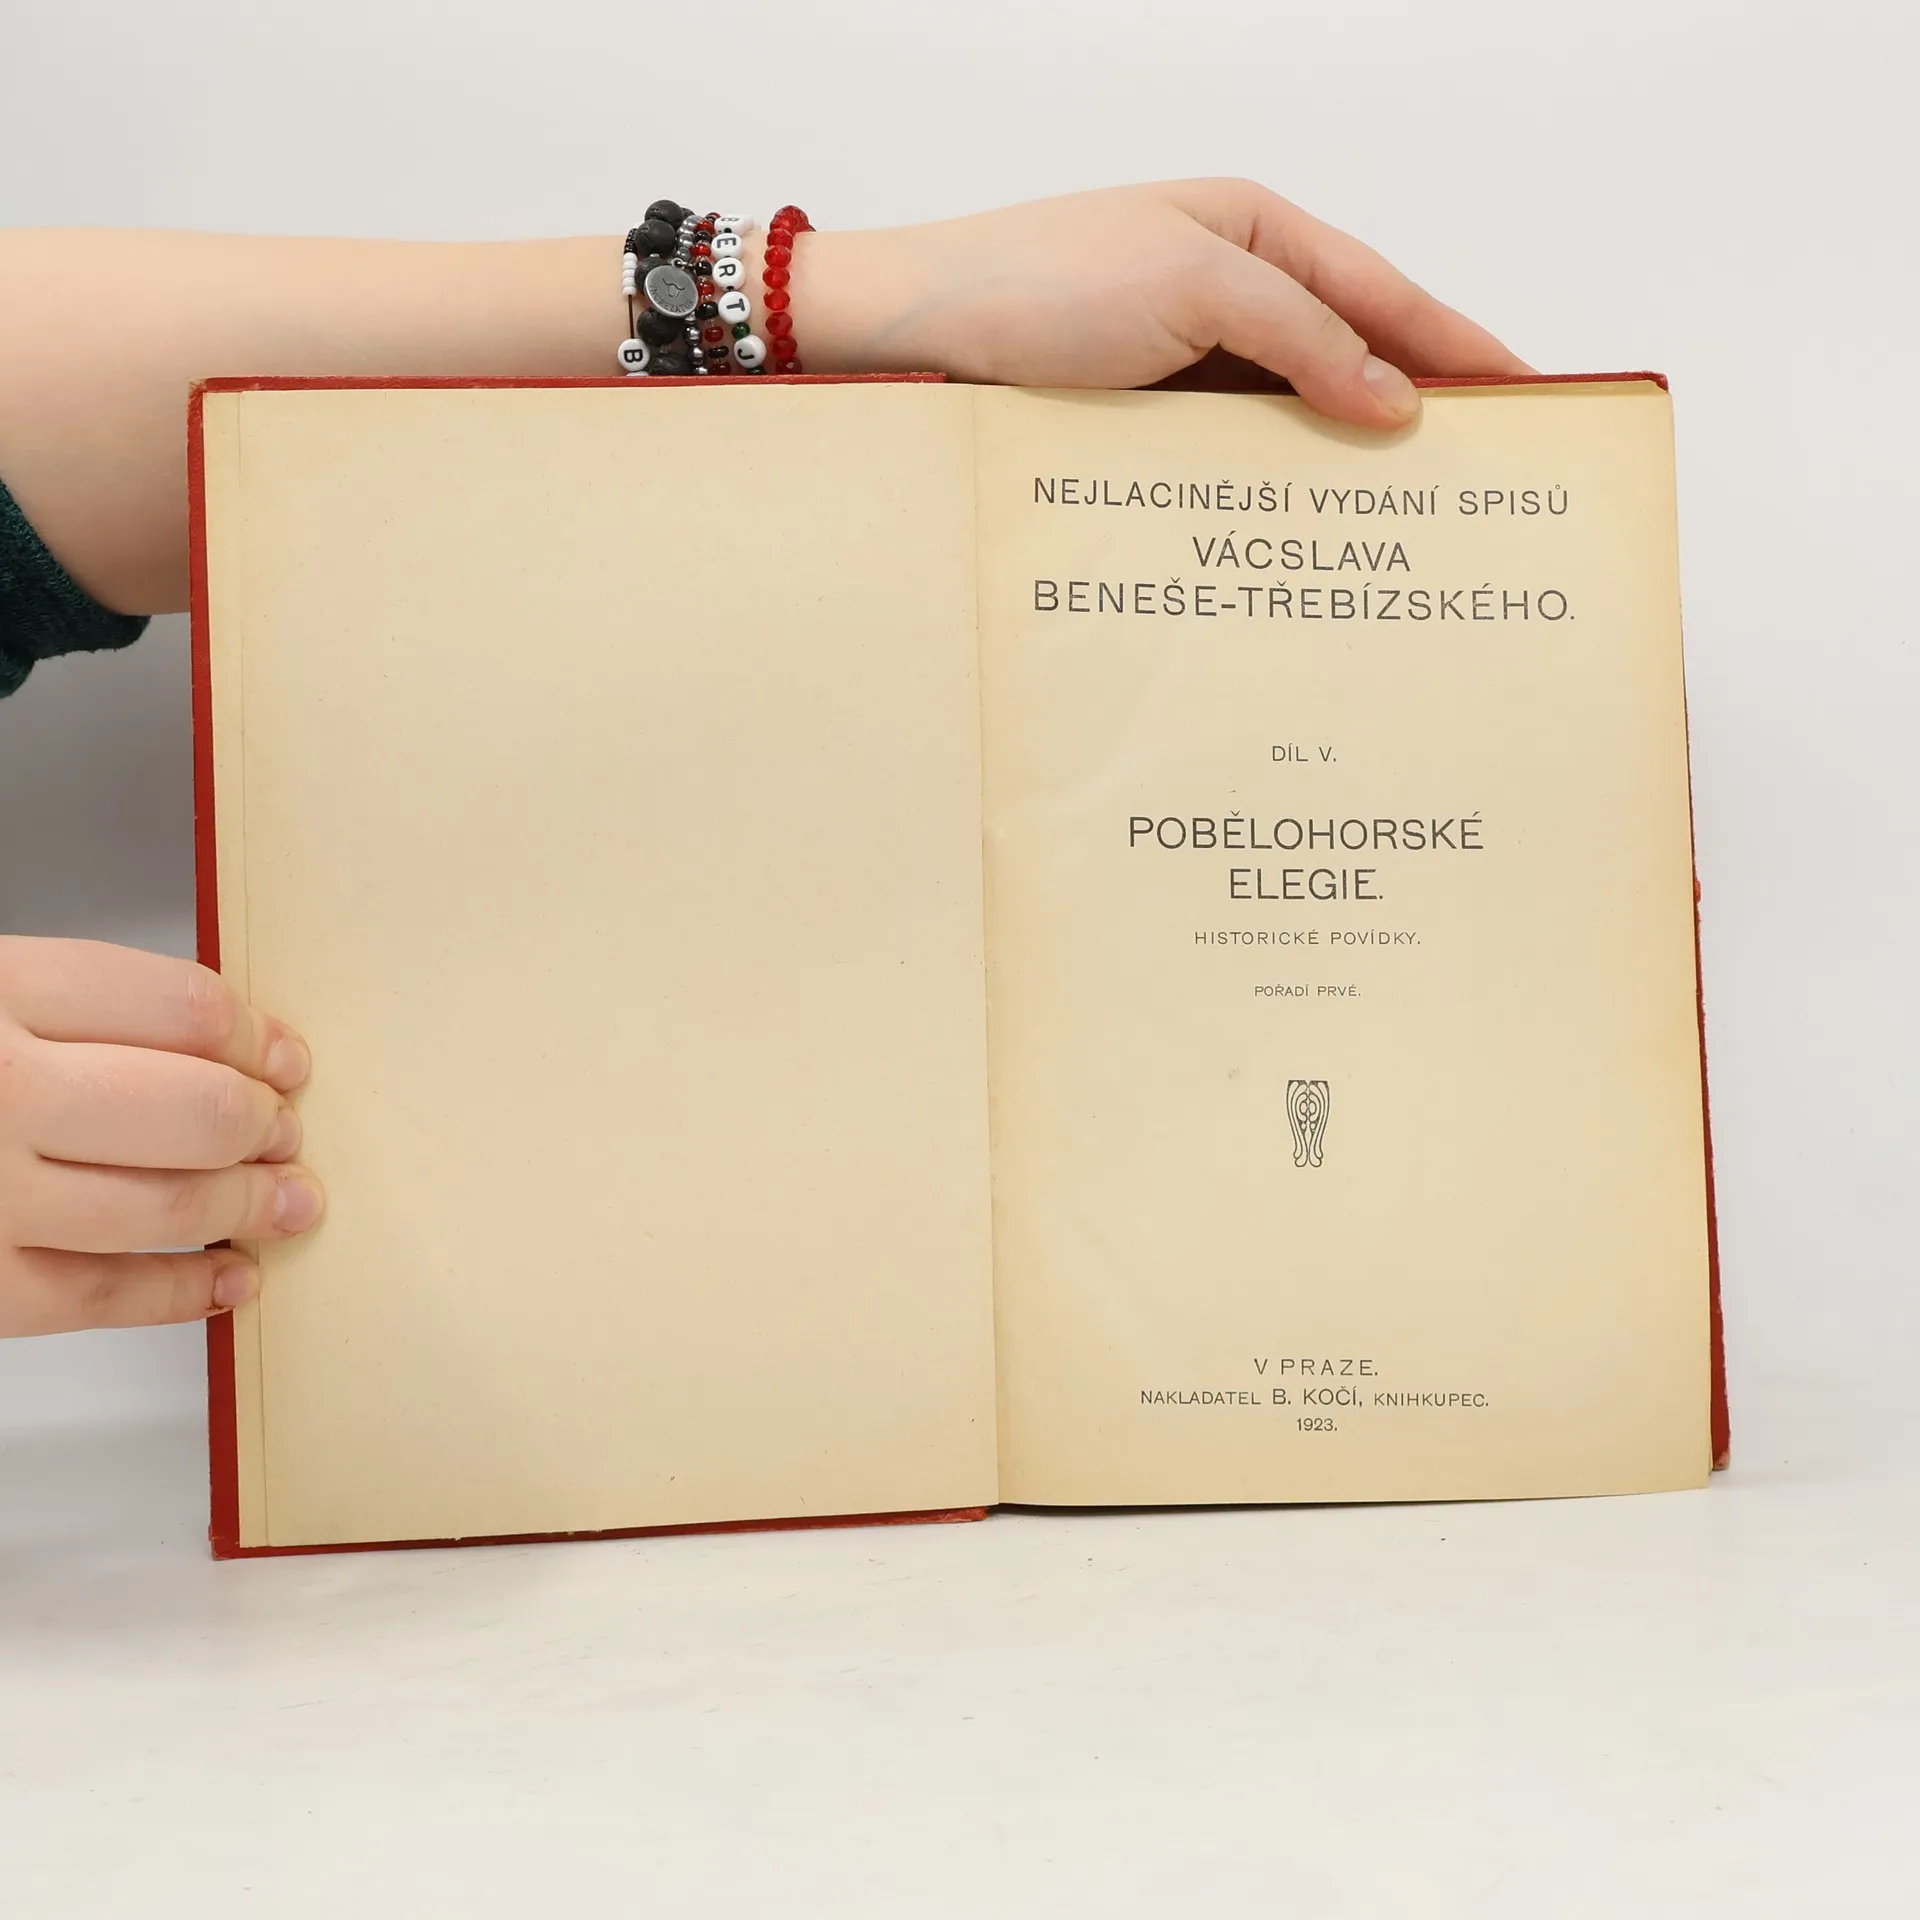 B
E
R
T
J
B
NEJLACINĚJŠÍ VYDÁNÍ SPISŮ
VÁCSLAVA
BENEŠE-TŘEBÍZSKÉHO.
DÍL V.
POBĚLOHORSKÉ
ELEGIE.
HISTORICKÉ POVÍDKY.
POŘADÍ PRVÉ.
V PRAZE.
NAKLADATEL B. KOČÍ, KNIHKUPEC.
1923.